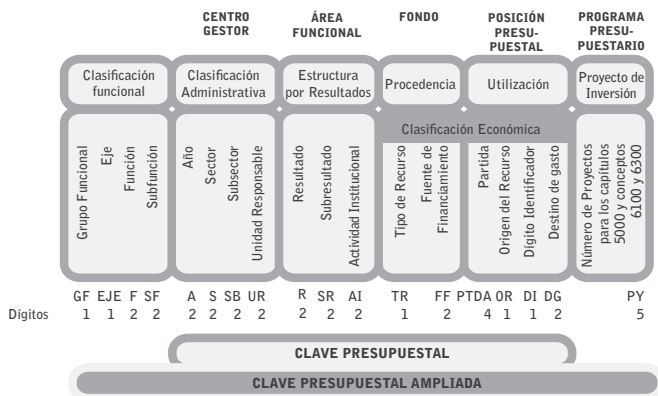 CENTRO GESTOR
ÁREA FUNCIONAL
FONDO
POSICIÓN PRESU-PUESTAL
PROGRAMA PRESU-PUESTARIO
Clasificación funcional
Clasificación Administrativa
Estructura por Resultados
Procedencia
Utilización
Proyecto de Inversión
Clasificación Económica
Grupo Funcional
Eje
Función
Subfunción
Año
Sector
Subsector
Unidad Responsable
Resultado
Subresultado
Actividad Institucional
Tipo de Recurso
Fuente de Financiamiento
Partida
Origen del Recurso
Dígito Identificador
Destino de gasto
Número de Proyectos para los capítulos 5000 y conceptos 6100 y 6300
GF EJE F SF A S SB UR R SR AI TR FF PTDA OR DI DG PY
Dígitos 1 1 2 2 2 2 2 2 2 2 2 1 2 4 1 1 2 5
CLAVE PRESUPUESTAL
CLAVE PRESUPUESTAL AMPLIADA